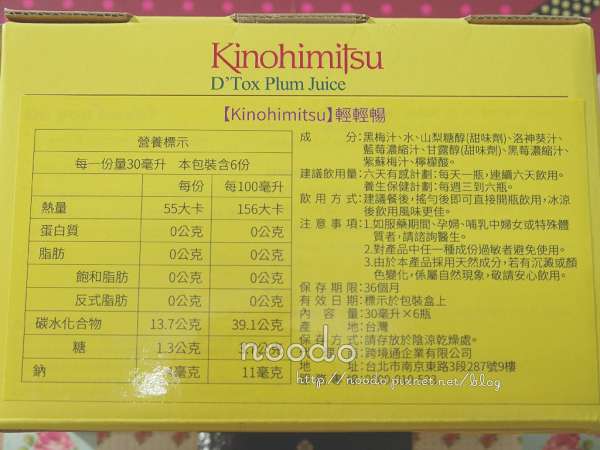 Kinohimitsu
D'Tox Plum Juice
【Kinohimitsu】輕輕暢
營養標示
每一份量30毫升 本包裝含6份
每份 每100毫升
熱量 55大卡 156大卡
蛋白質 0公克 0公克
脂肪 0公克 0公克
飽和脂肪 0公克 0公克
反式脂肪 0公克 0公克
碳水化合物 13.7公克 39.1公克
糖 1.3公克
鈉 毫克 11毫克
成分:黑梅汁、水、山梨糖醇(甜味劑)、洛神葵汁、
藍莓濃縮汁、甘露醇(甜味劑)、黑莓濃縮汁、
紫蘇梅汁、檸檬酸。
建議飲用量:六天有感計劃:每天一瓶,連續六天飲用。
養生保健計劃:每週三到六瓶。
飲用方式:建議餐後,搖勻後即可直接開瓶飲用,冰涼
後飲用風味更佳。
注意事項:1.如服藥期間、孕婦、哺乳中婦女或特殊體
質者,請諮詢醫生。
2.對產品中任一種成份過敏者避免使用。
3.由於本產品採用天然成分,若有沉澱或顏
色變化,係屬自然現象,敬請安心飲用。
保存期限:36個月
有效日期:標示於包裝盒上
內容量:30毫升×6瓶
產地:台灣
保存方法:請存放於陰涼乾燥處。
跨境通企業有限公司
地址:台北市南京東路3段287號9樓
noodo
http://noodo.pixnet.net/blog